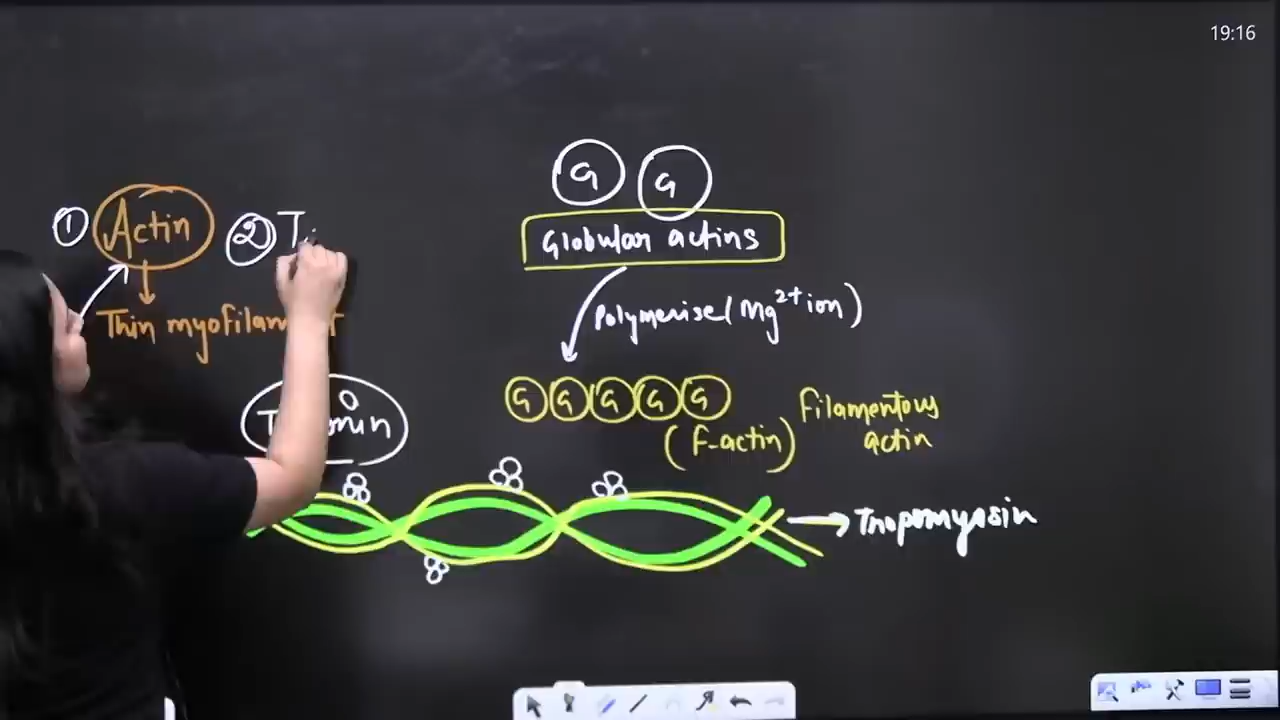 19:16
G G
① Actin ② T
Globular actins
Thin myofilam
Polymerise (Mg²⁺ ion)
G G G G G
Filamentous
actin
(F-actin)
Tropomyosin